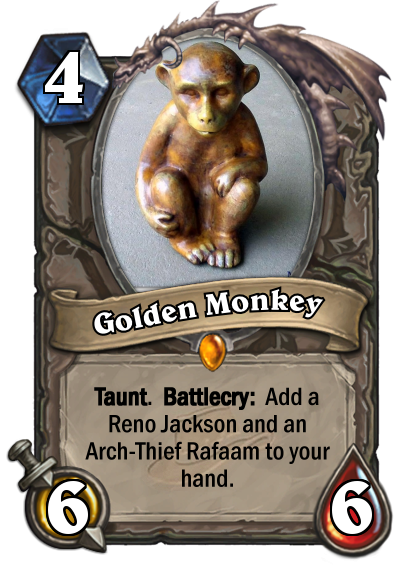 4
Golden Monkey
Taunt. Battlecry: Add a
Reno Jackson and an
Arch-Thief Rafaam to your
hand.
6
6